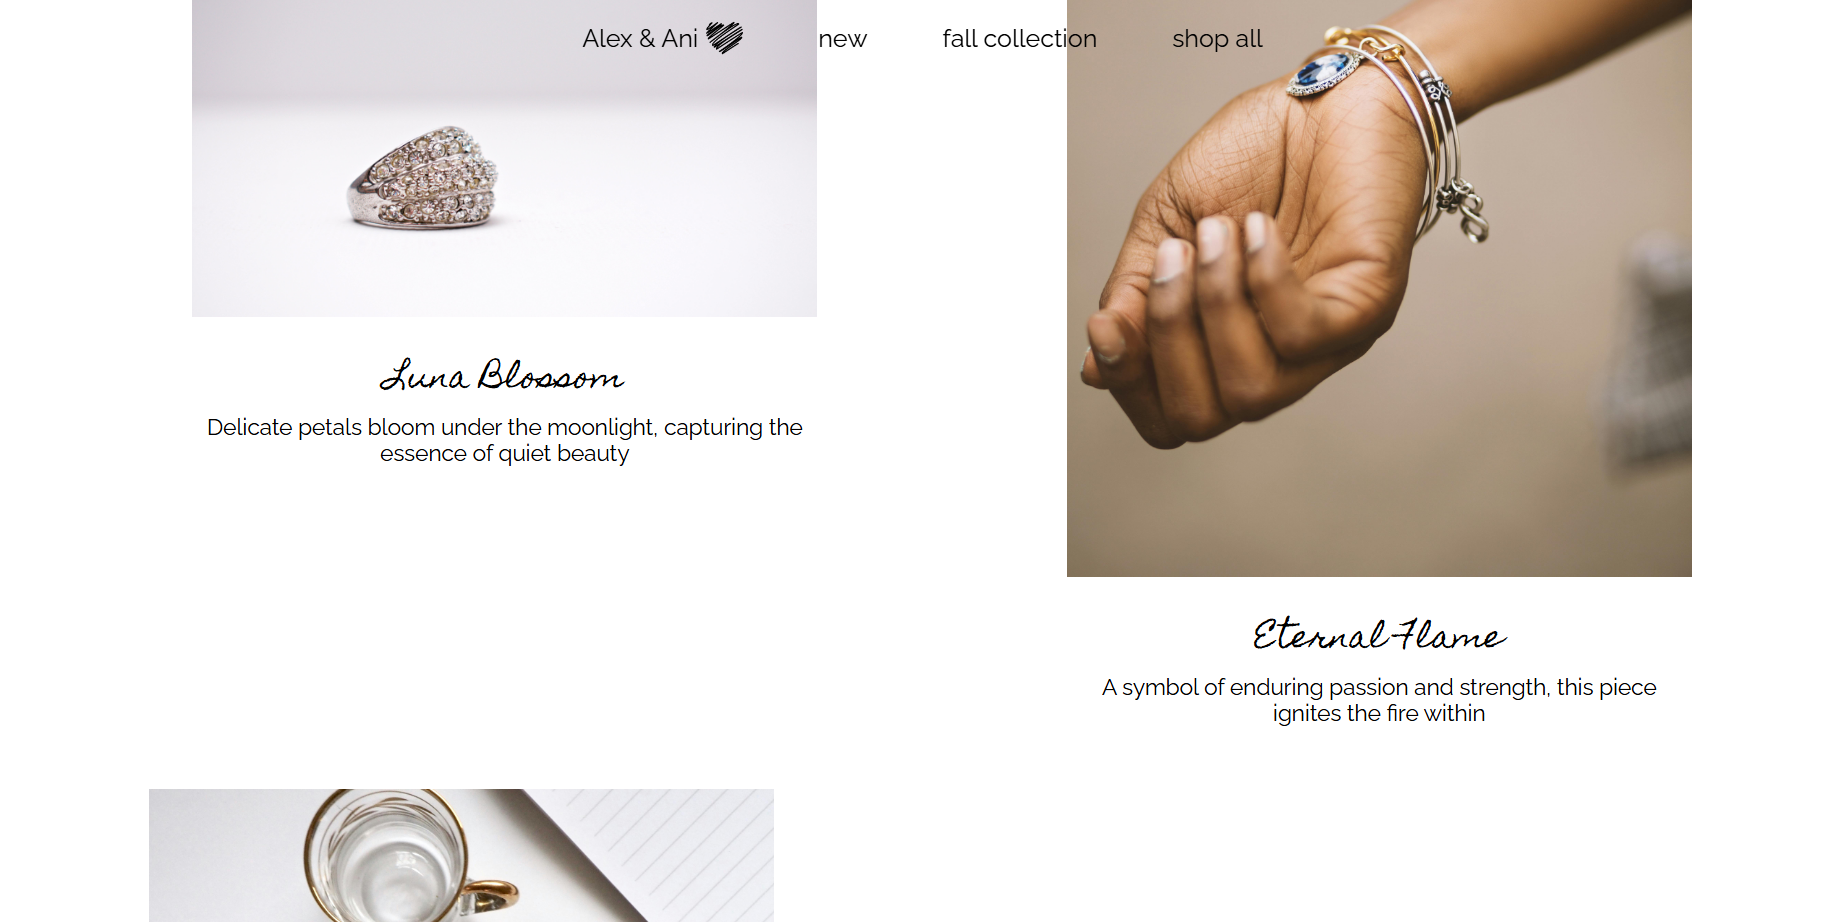 Alex & Ani new fall collection shop all
Luna Blossom
Delicate petals bloom under the moonlight, capturing the
essence of quiet beauty
Eternal Flame
A symbol of enduring passion and strength, this piece
ignites the fire within